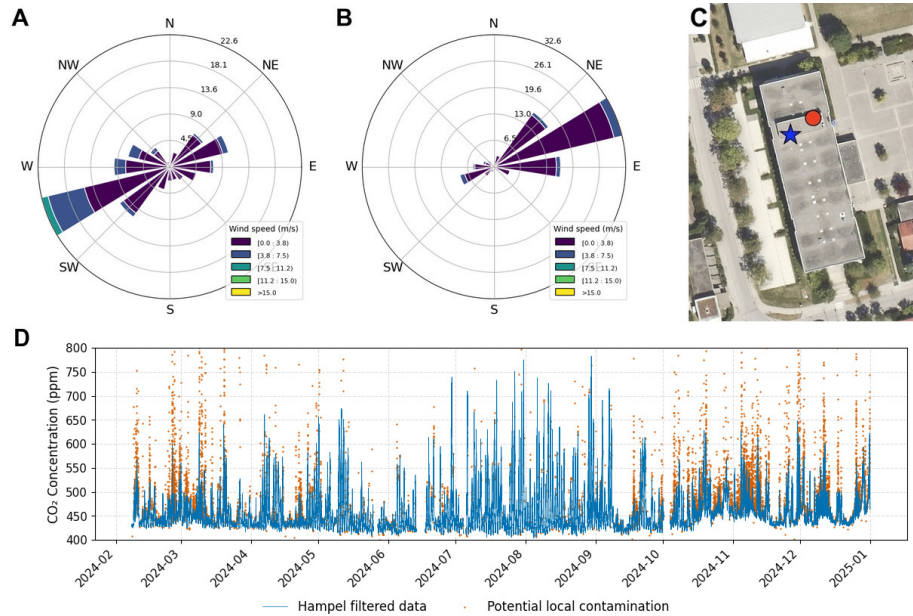 A
B
C
N
NE
E
SE
S
SW
W
NW
22.6
18.1
13.6
9.0
4.5
Wind speed (m/s)
[0.0 : 3.8)
[3.8 : 7.5)
[7.5 : 11.2)
[11.2 : 15.0)
>15.0
N
NE
E
SE
S
SW
W
NW
32.6
26.1
19.6
13.0
6.5
Wind speed (m/s)
[0.0 : 3.8)
[3.8 : 7.5)
[7.5 : 11.2)
[11.2 : 15.0)
>15.0
D
CO₂ Concentration (ppm)
800
750
700
650
600
550
500
450
400
2024-02
2024-03
2024-04
2024-05
2024-06
2024-07
2024-08
2024-09
2024-10
2024-11
2024-12
2025-01
Hampel filtered data
Potential local contamination